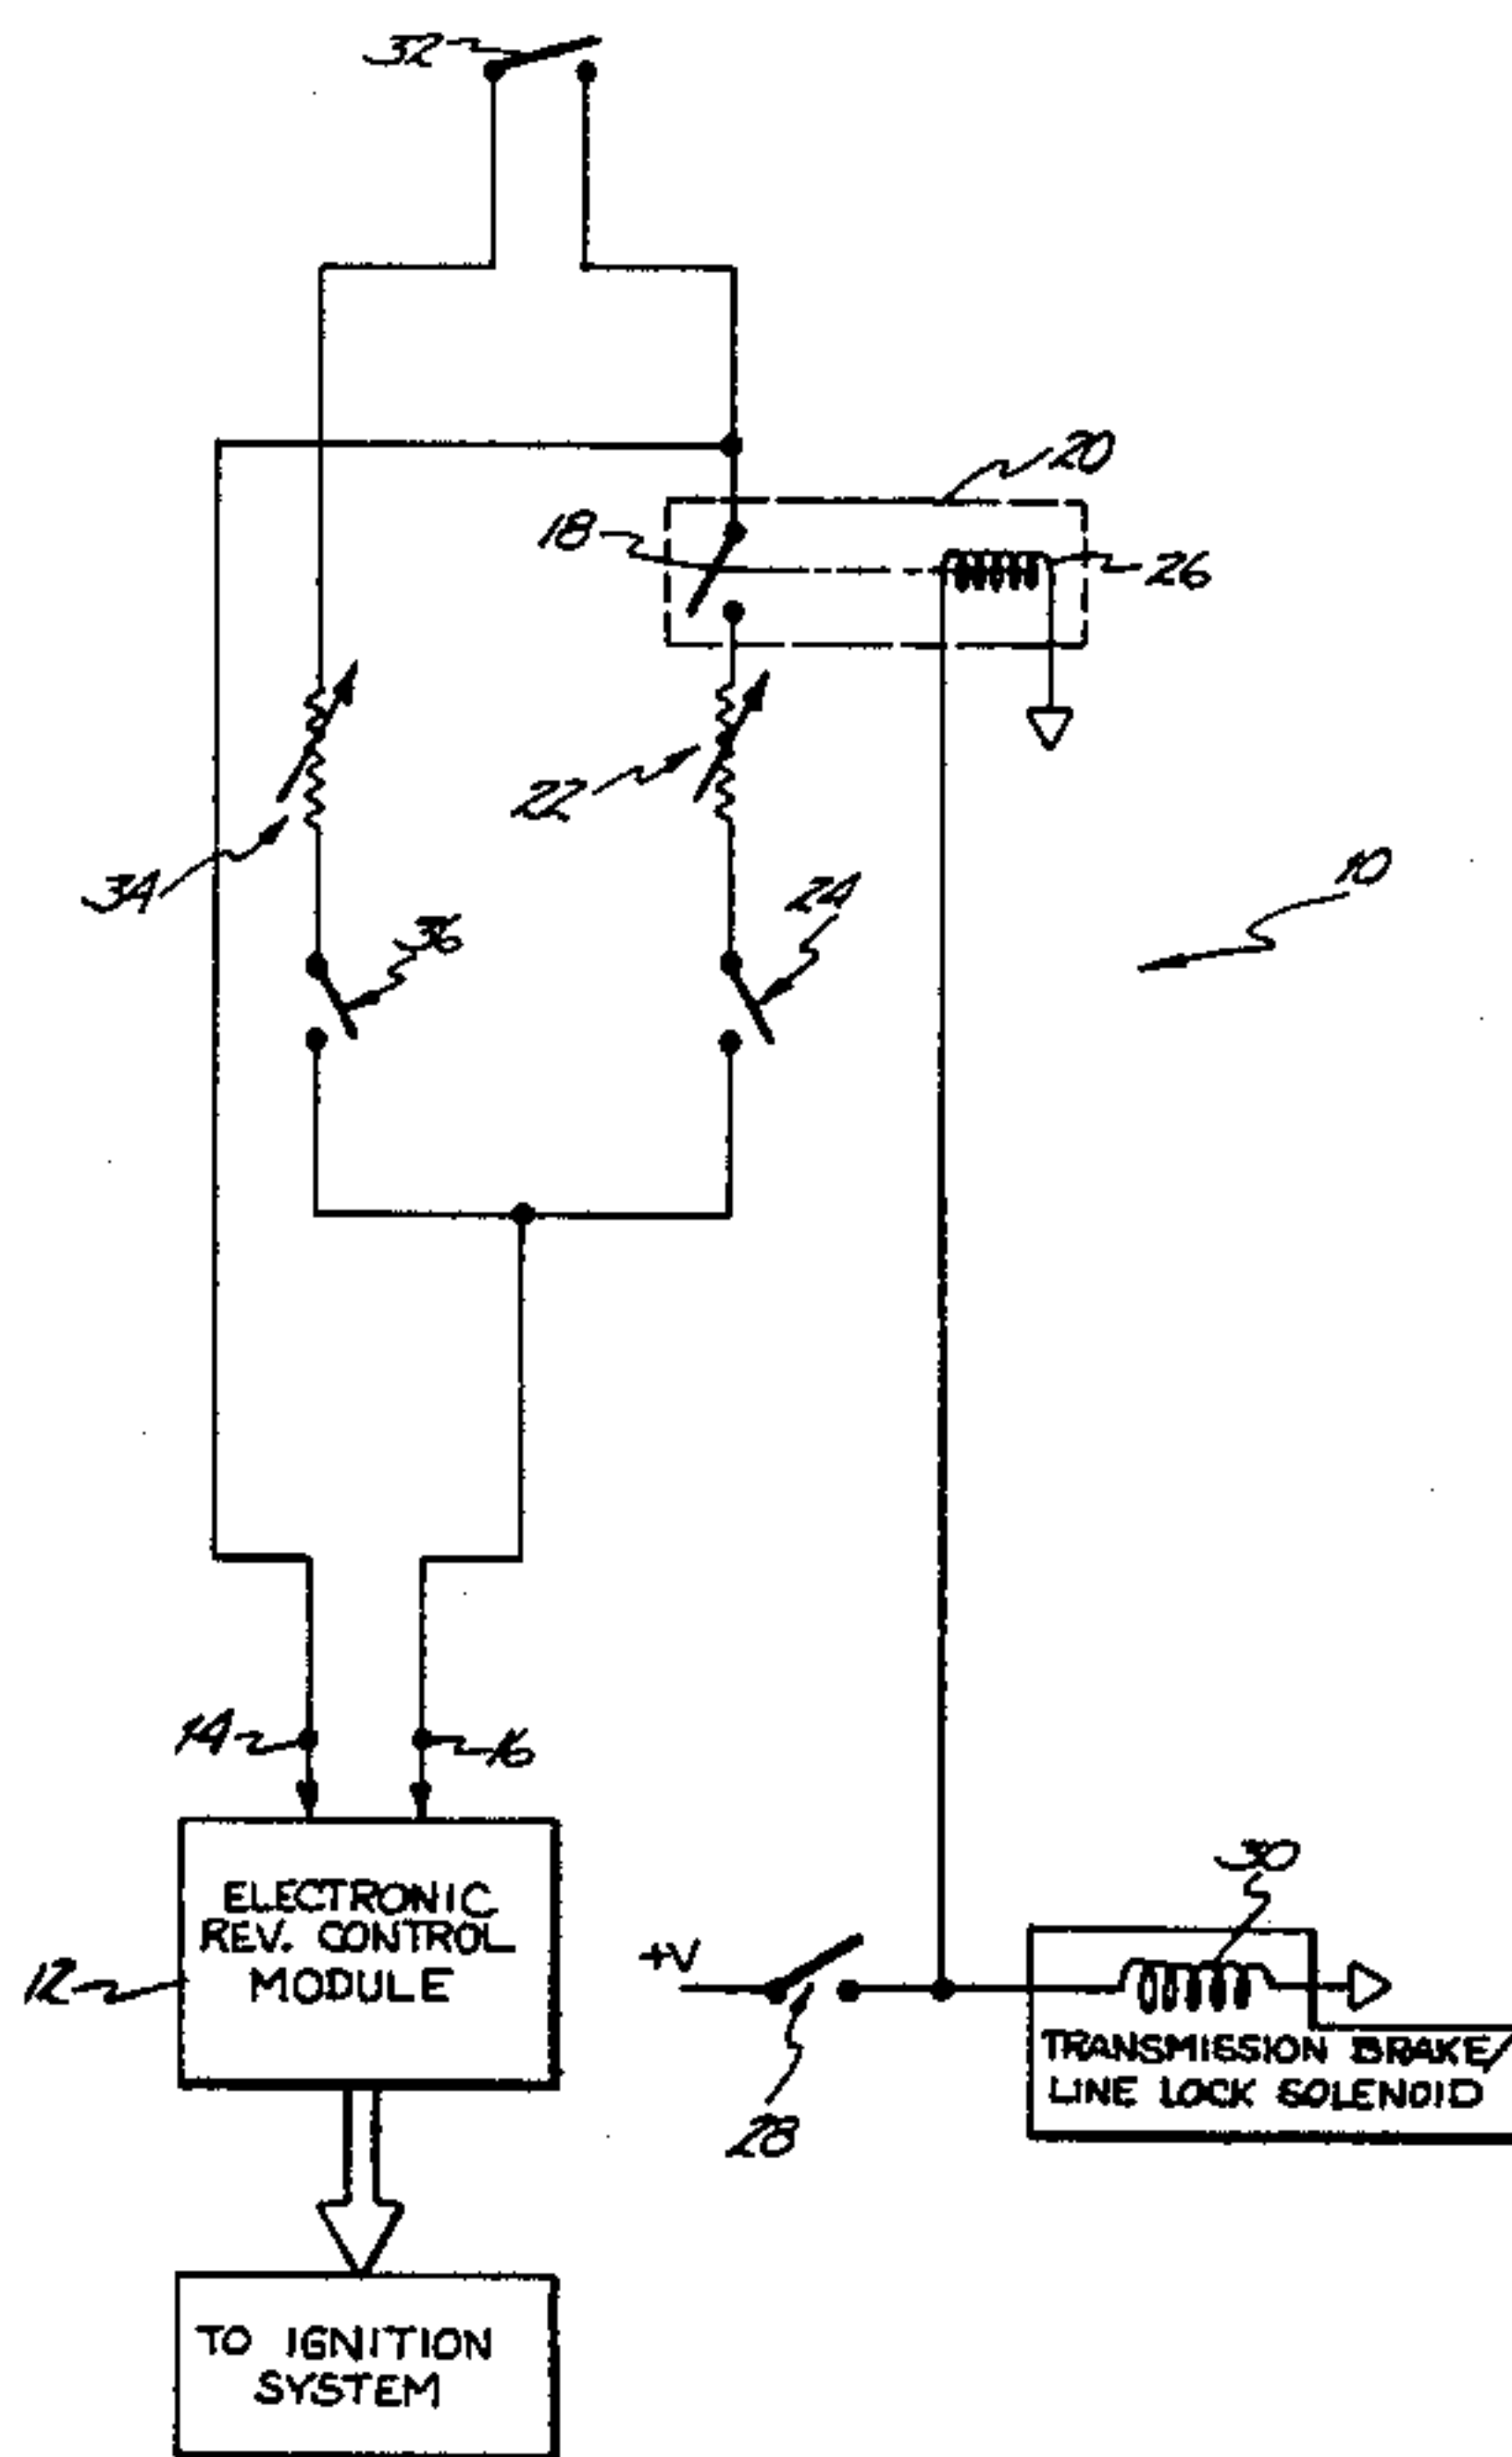 32
20
18
26
22
34
24
36
10
14
16
ELECTRONIC
REV. CONTROL
MODULE
12
+V
30
TRANSMISSION BRAKE/
LINE LOCK SOLENOID
28
TO IGNITION
SYSTEM